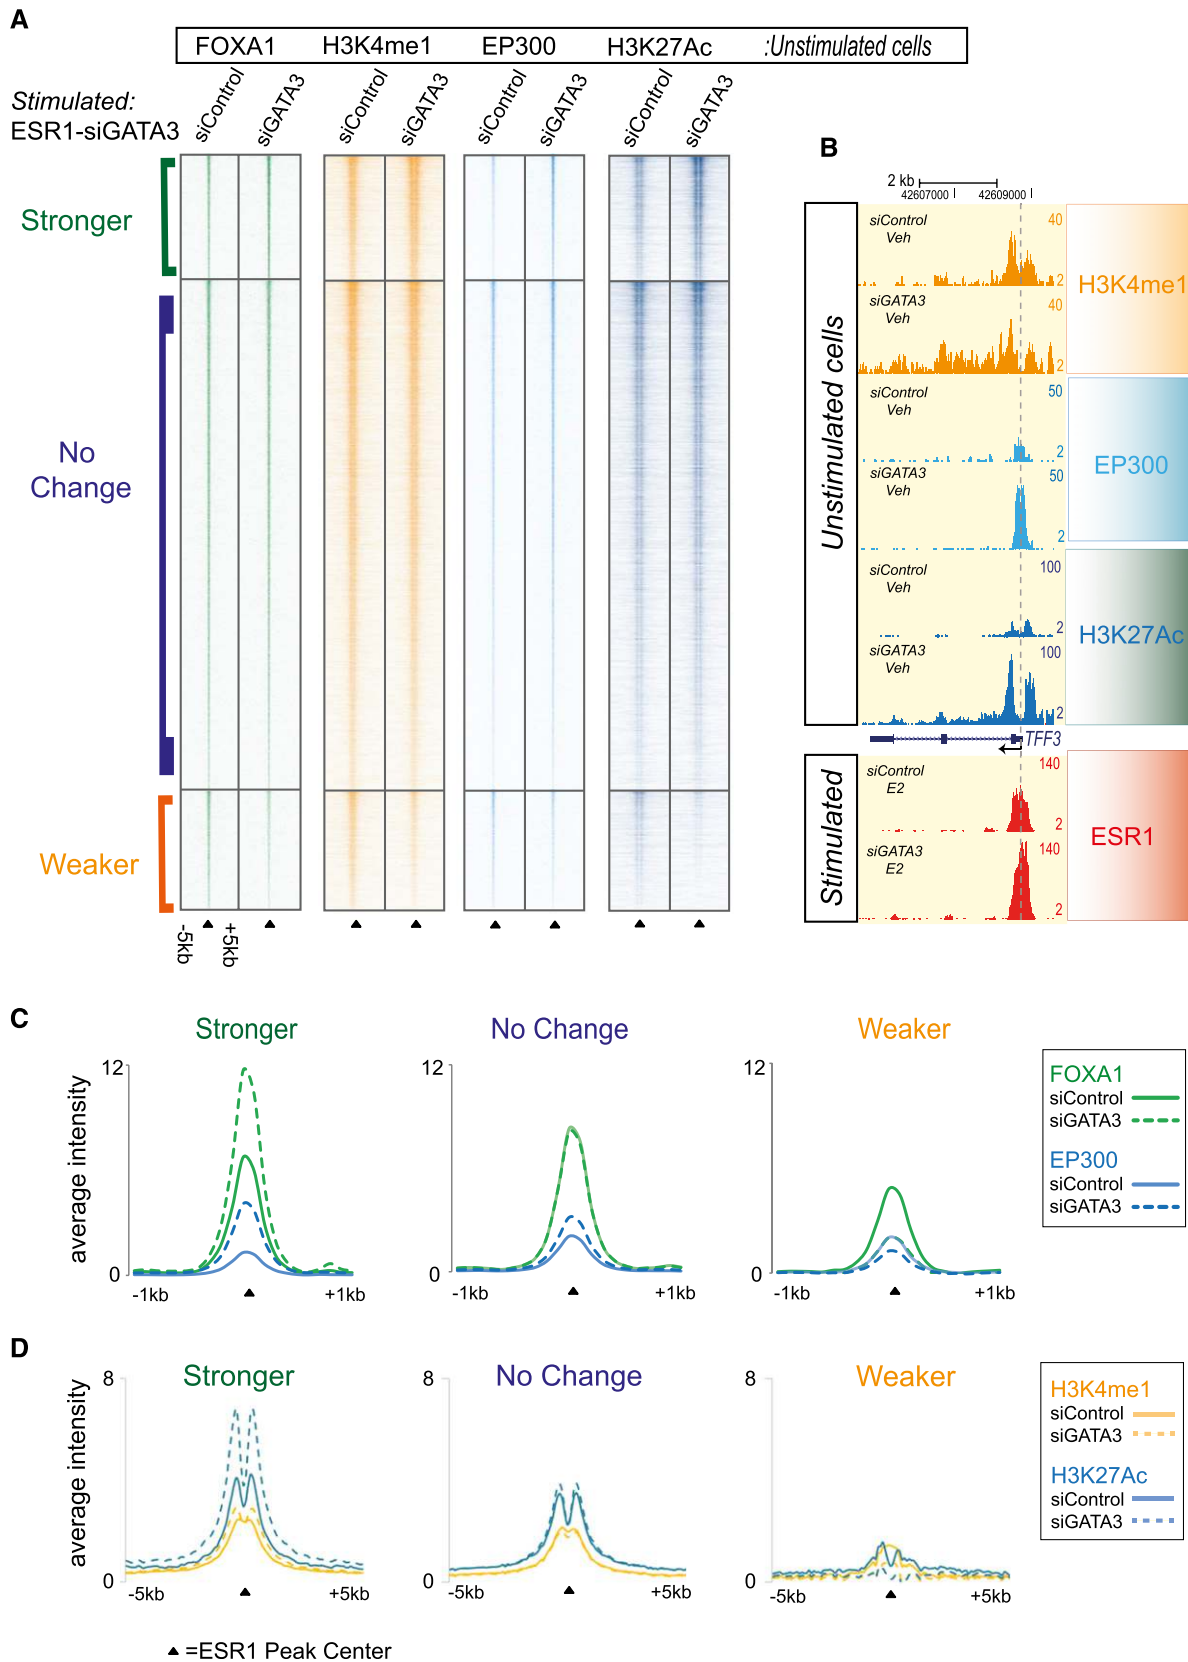 A
FOXA1 H3K4me1 EP300 H3K27Ac :Unstimulated cells
Stimulated:
ESR1-siGATA3
siControl siGATA3 siControl siGATA3 siControl siGATA3 siControl siGATA3
Stronger
No
Change
Weaker
-5kb +5kb
B
2 kb
42607000 42609000
Unstimulated cells
siControl
Veh
40
2
H3K4me1
siGATA3
Veh
40
2
siControl
Veh
50
2
EP300
siGATA3
Veh
50
2
siControl
Veh
100
2
H3K27Ac
siGATA3
Veh
100
2
TFF3
Stimulated
siControl
E2
140
2
ESR1
siGATA3
E2
140
2
C
Stronger No Change Weaker
average intensity
12 12 12
0 0 0
-1kb +1kb -1kb +1kb -1kb +1kb
FOXA1
siControl
siGATA3
EP300
siControl
siGATA3
D
Stronger No Change Weaker
average intensity
8 8 8
0 0 0
-5kb +5kb -5kb +5kb -5kb +5kb
H3K4me1
siControl
siGATA3
H3K27Ac
siControl
siGATA3
▲=ESR1 Peak Center